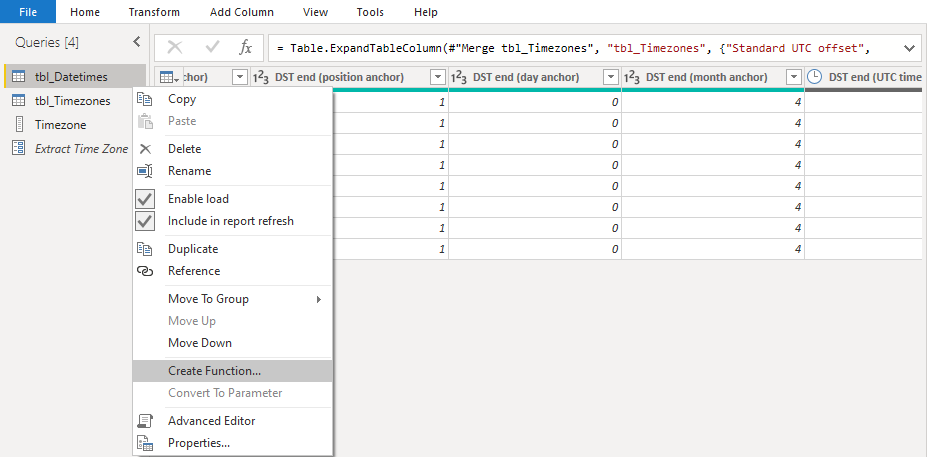 File Home Transform Add Column View Tools Help
Queries [4]
fx = Table.ExpandTableColumn(#"Merge tbl_Timezones", "tbl_Timezones", {"Standard UTC offset",
tbl_Datetimes
tbl_Timezones
Timezone
Extract Time Zone
chor) 1²3 DST end (position anchor) 1²3 DST end (day anchor) 1²3 DST end (month anchor) DST end (UTC time
1 0 4
1 0 4
1 0 4
1 0 4
1 0 4
1 0 4
1 0 4
1 0 4
Copy
Paste
Delete
Rename
Enable load
Include in report refresh
Duplicate
Reference
Move To Group
Move Up
Move Down
Create Function...
Convert To Parameter
Advanced Editor
Properties...